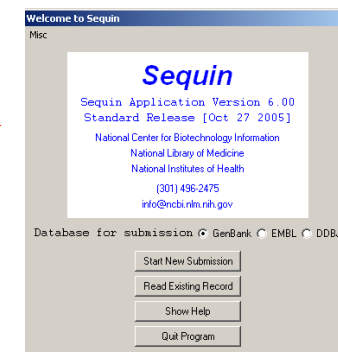 Welcome to Sequin
Misc
Sequin
Sequin Application Version 6.00
Standard Release [Oct 27 2005]
National Center for Biotechnology Information
National Library of Medicine
National Institutes of Health
(301) 496-2475
info@ncbi.nlm.nih.gov
Database for submission GenBank EMBL
Start New Submission
Read Existing Record
Show Help
Quit Program